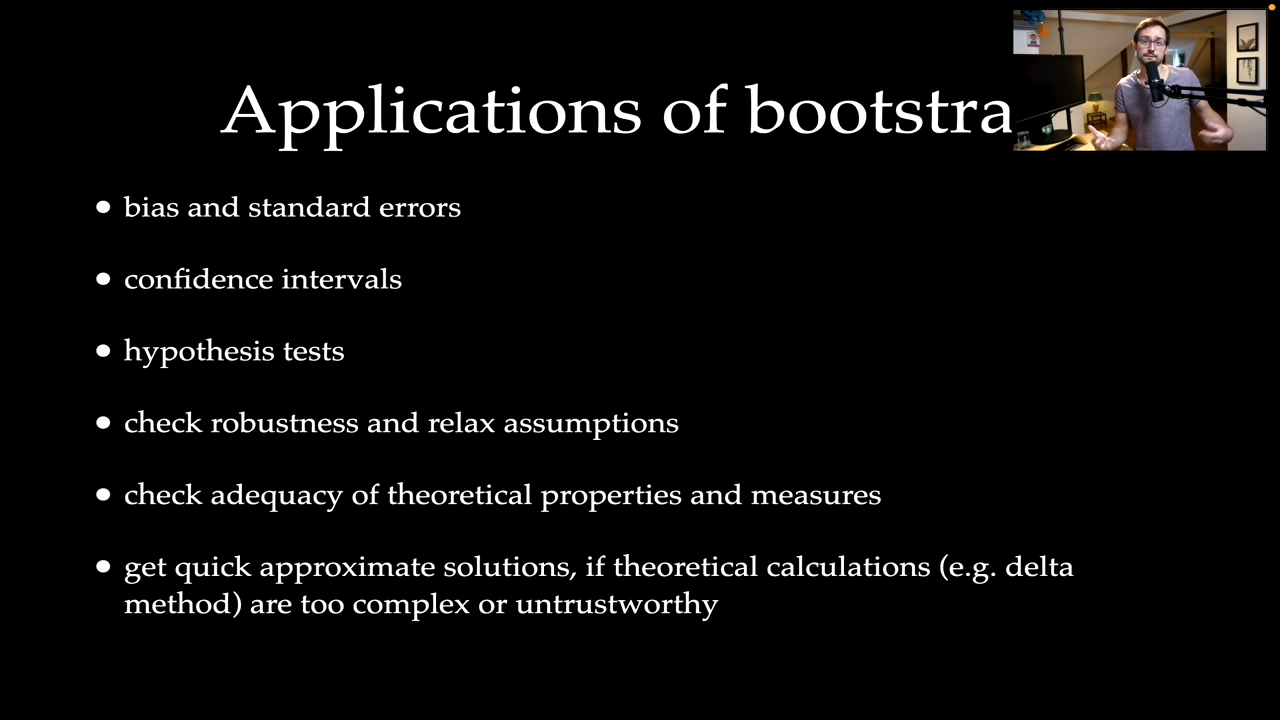 Applications of bootstra
• bias and standard errors
• confidence intervals
• hypothesis tests
• check robustness and relax assumptions
• check adequacy of theoretical properties and measures
• get quick approximate solutions, if theoretical calculations (e.g. delta
method) are too complex or untrustworthy